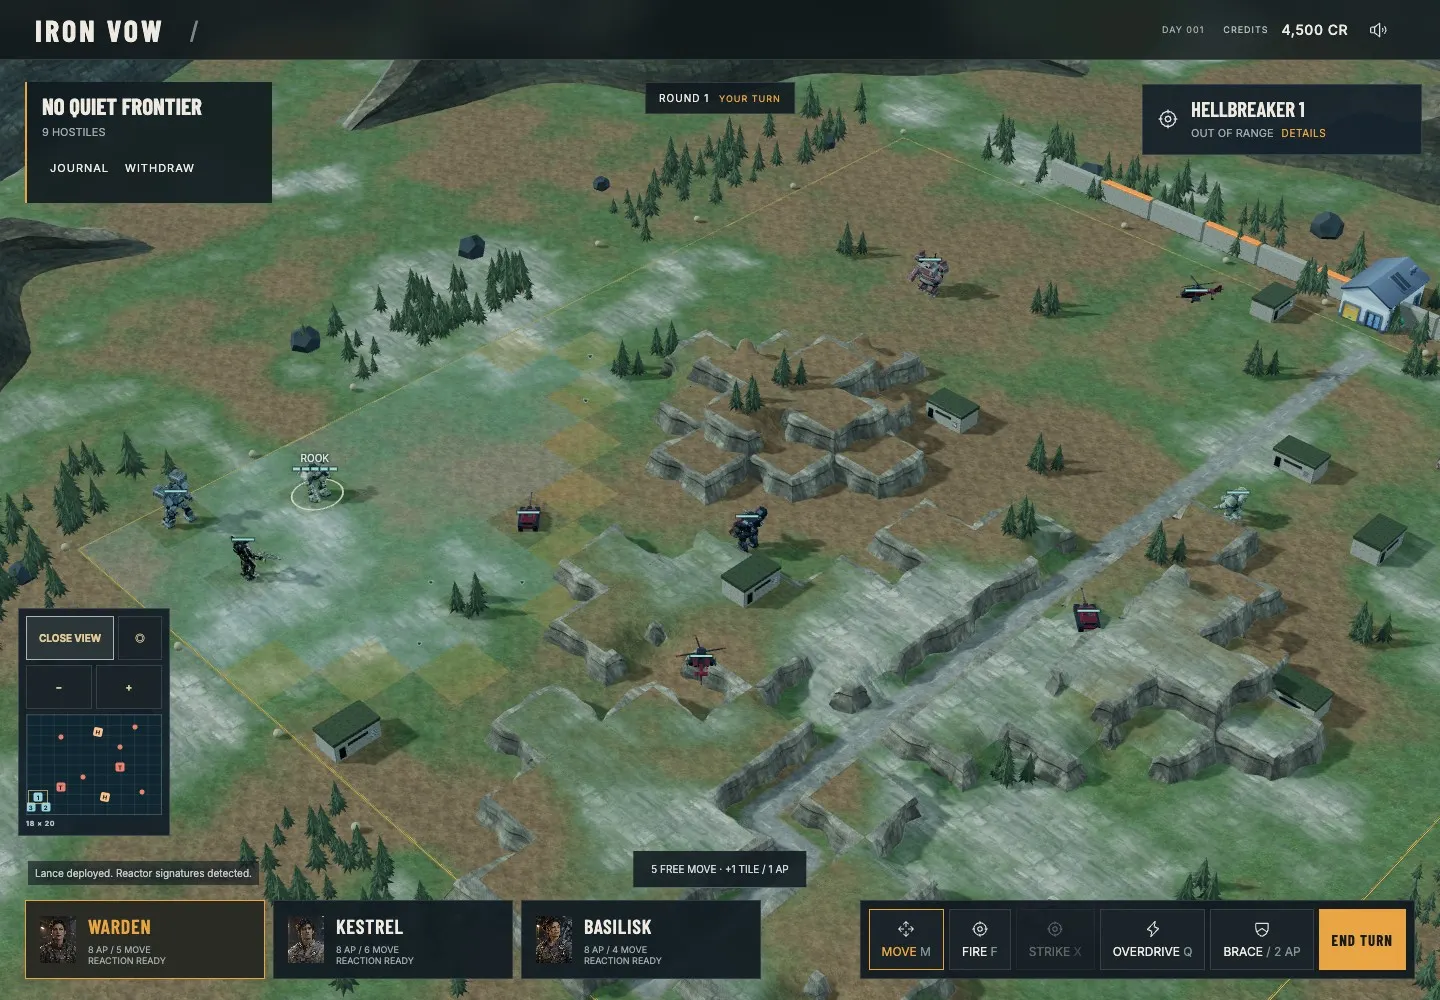 IRON VOW /
DAY 001 CREDITS 4,500 CR
NO QUIET FRONTIER
9 HOSTILES
JOURNAL WITHDRAW
ROUND 1 YOUR TURN
HELLBREAKER 1
OUT OF RANGE DETAILS
ROOK
CLOSE VIEW
− +
H
T
T
1
H
3 2
18 × 20
Lance deployed. Reactor signatures detected.
5 FREE MOVE · +1 TILE / 1 AP
WARDEN
8 AP / 5 MOVE
REACTION READY
KESTREL
8 AP / 6 MOVE
REACTION READY
BASILISK
8 AP / 4 MOVE
REACTION READY
MOVE M
FIRE F
STRIKE X
OVERDRIVE Q
BRACE / 2 AP
END TURN